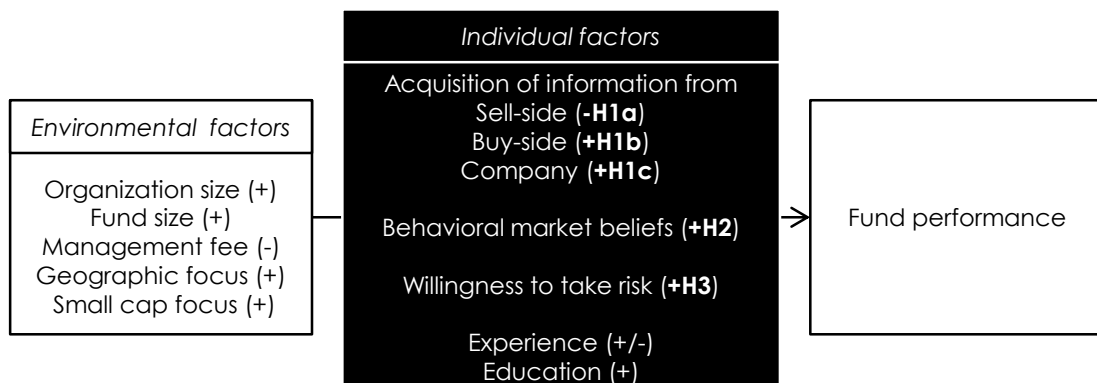 Environmental factors
Organization size (+)
Fund size (+)
Management fee (-)
Geographic focus (+)
Small cap focus (+)
Individual factors
Acquisition of information from
Sell-side (-H1a)
Buy-side (+H1b)
Company (+H1c)
Behavioral market beliefs (+H2)
Willingness to take risk (+H3)
Experience (+/-)
Education (+)
Fund performance